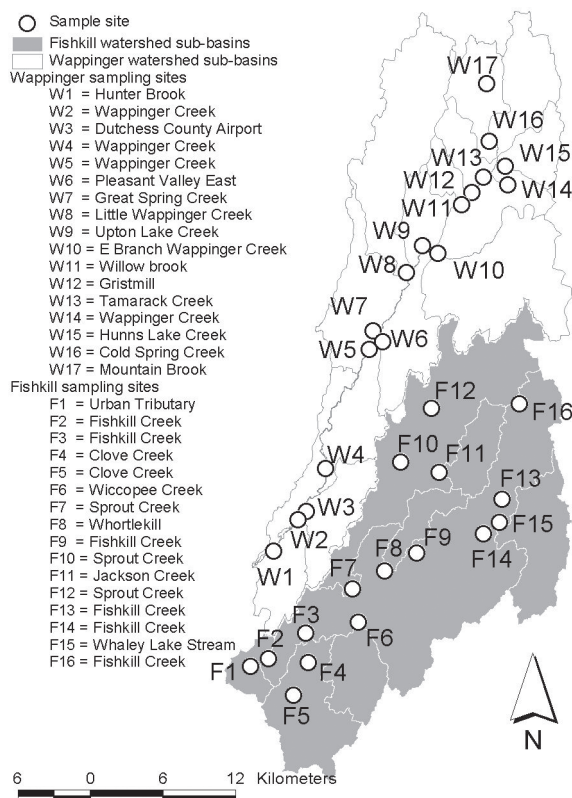 Sample site
Fishkill watershed sub-basins
Wappinger watershed sub-basins
Wappinger sampling sites
W1 = Hunter Brook
W2 = Wappinger Creek
W3 = Dutchess County Airport
W4 = Wappinger Creek
W5 = Wappinger Creek
W6 = Pleasant Valley East
W7 = Great Spring Creek
W8 = Little Wappinger Creek
W9 = Upton Lake Creek
W10 = E Branch Wappinger Creek
W11 = Willow brook
W12 = Gristmill
W13 = Tamarack Creek
W14 = Wappinger Creek
W15 = Hunns Lake Creek
W16 = Cold Spring Creek
W17 = Mountain Brook
Fishkill sampling sites
F1 = Urban Tributary
F2 = Fishkill Creek
F3 = Fishkill Creek
F4 = Clove Creek
F5 = Clove Creek
F6 = Wiccopee Creek
F7 = Sprout Creek
F8 = Whortlekill
F9 = Fishkill Creek
F10 = Sprout Creek
F11 = Jackson Creek
F12 = Sprout Creek
F13 = Fishkill Creek
F14 = Fishkill Creek
F15 = Whaley Lake Stream
F16 = Fishkill Creek
W17
W16
W15
W13
W12
W14
W11
W9
W10
W8
W7
W6
W5
F12
F16
W4
F10
F11
F13
W3
F15
W2
F9
F14
W1
F8
F7
F3
F2
F6
F1
F4
F5
N
6 0 6 12 Kilometers